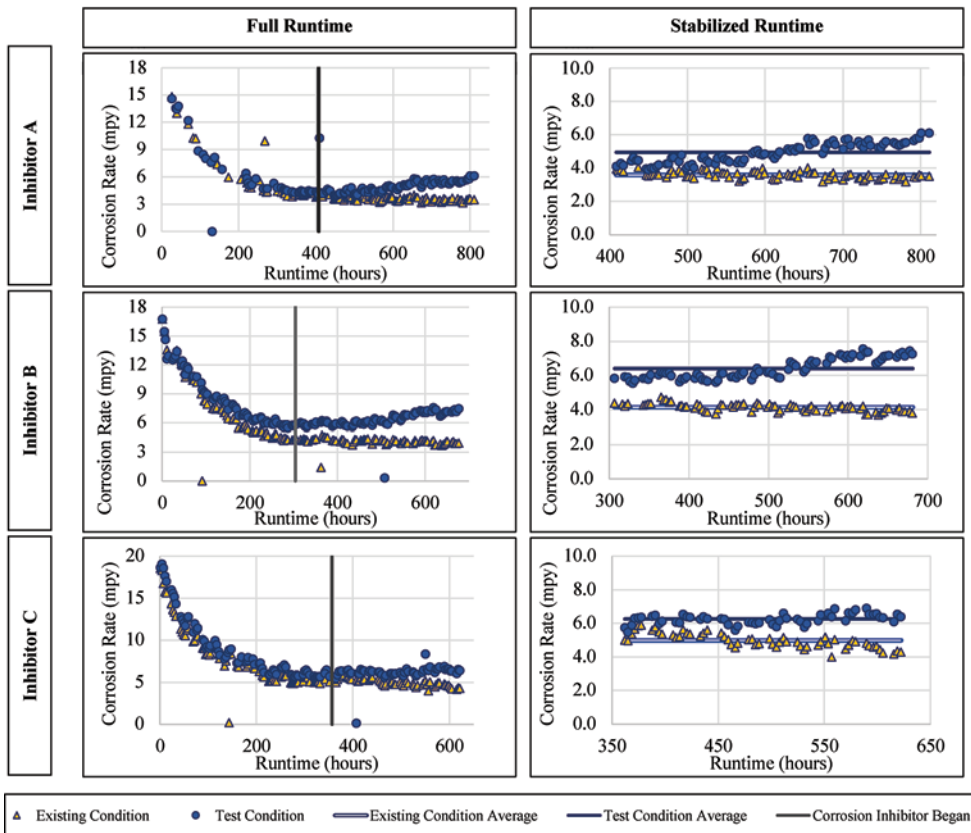 Full Runtime
Stabilized Runtime
Inhibitor A
Corrosion Rate (mpy)
18
15
12
9
6
3
0
0 200 400 600 800
Runtime (hours)
Corrosion Rate (mpy)
10.0
8.0
6.0
4.0
2.0
0.0
400 500 600 700 800
Runtime (hours)
Inhibitor B
Corrosion Rate (mpy)
18
15
12
9
6
3
0
0 200 400 600
Runtime (hours)
Corrosion Rate (mpy)
10.0
8.0
6.0
4.0
2.0
0.0
300 400 500 600 700
Runtime (hours)
Inhibitor C
Corrosion Rate (mpy)
20
15
10
5
0
0 200 400 600
Runtime (hours)
Corrosion Rate (mpy)
10.0
8.0
6.0
4.0
2.0
0.0
350 450 550 650
Runtime (hours)
Existing Condition Test Condition Existing Condition Average Test Condition Average Corrosion Inhibitor Began